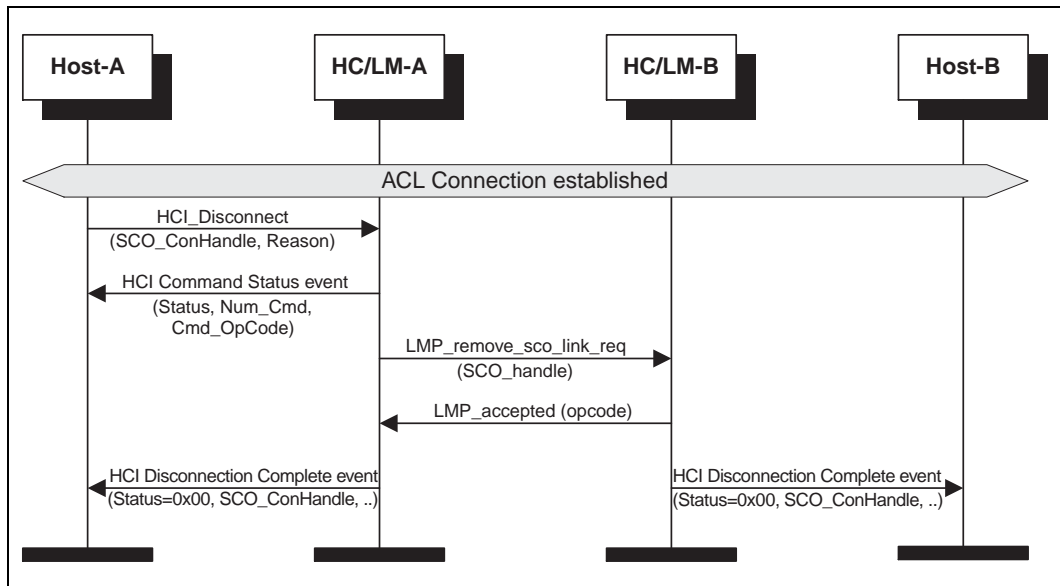 Host-A
HC/LM-A
HC/LM-B
Host-B
ACL Connection established
HCI_Disconnect
(SCO_ConHandle, Reason)
HCI Command Status event
(Status, Num_Cmd,
Cmd_OpCode)
LMP_remove_sco_link_req
(SCO_handle)
LMP_accepted (opcode)
HCI Disconnection Complete event
(Status=0x00, SCO_ConHandle, ..)
HCI Disconnection Complete event
(Status=0x00, SCO_ConHandle, ..)